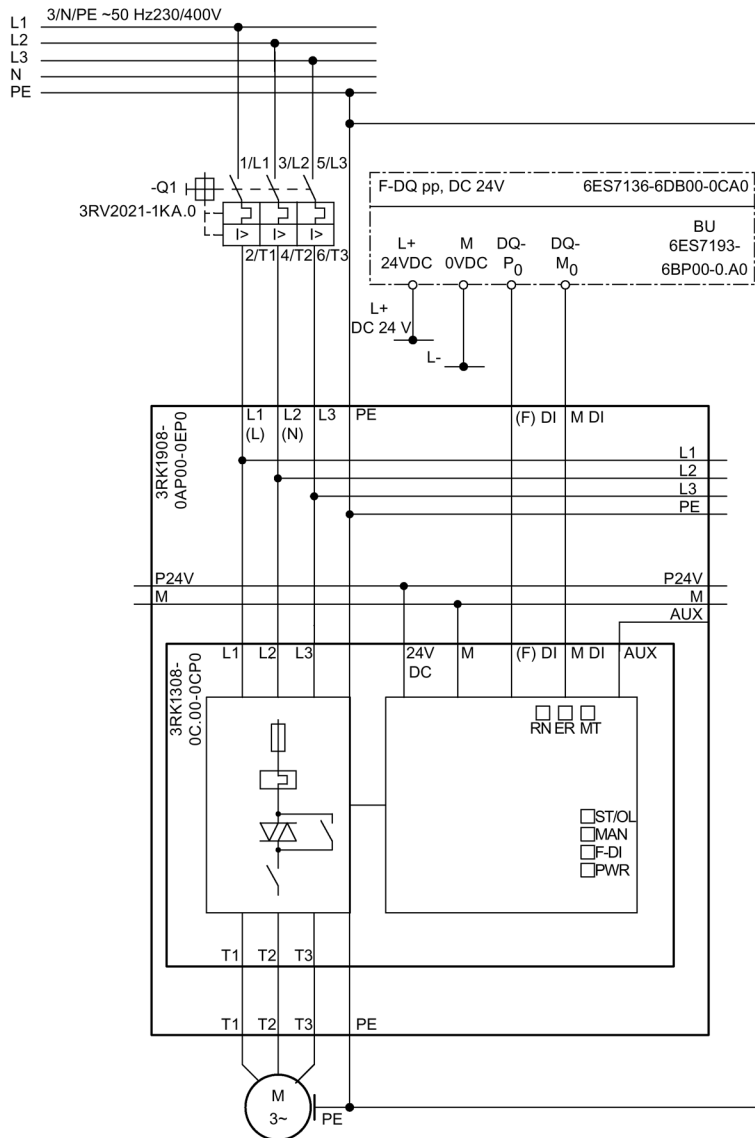 3/N/PE ~50 Hz230/400V
L1
L2
L3
N
PE
1/L1 3/L2 5/L3
-Q1
3RV2021-1KA.0
I> I> I>
2/T1 4/T2 6/T3
F-DQ pp, DC 24V 6ES7136-6DB00-0CA0
BU
6ES7193-
6BP00-0.A0
L+ M DQ- DQ-
24VDC 0VDC P0 M0
L+
DC 24 V
L-
3RK1908-
0AP00-0EP0
L1 L2 L3 PE (F) DI M DI
(L) (N)
L1
L2
L3
PE
P24V P24V
M M
AUX
3RK1308-
0C.00-0CP0
L1 L2 L3 24V M (F) DI M DI AUX
DC
RN ER MT
ST/OL
MAN
F-DI
PWR
T1 T2 T3
T1 T2 T3 PE
M
3~
PE